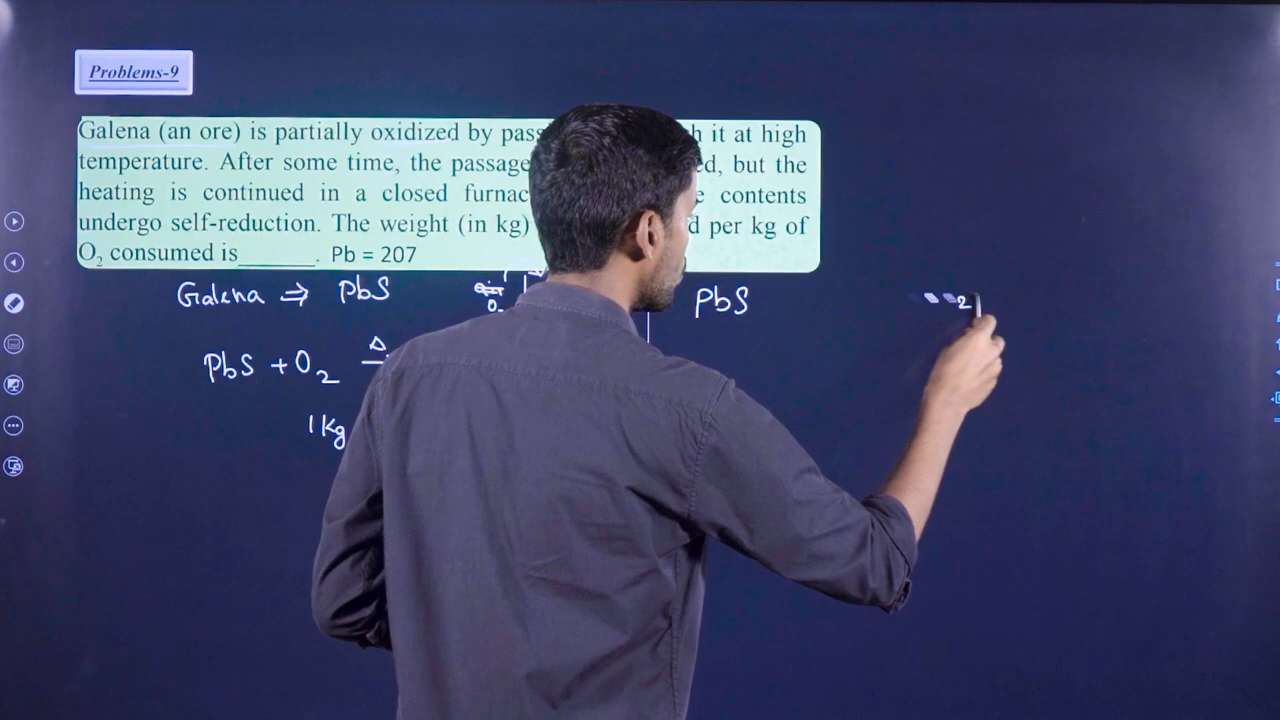 Problems-9
Galena (an ore) is partially oxidized by it at high
temperature. After some time, the passage but the
heating is continued in a closed contents
undergo self-reduction. The weight (in kg) per kg of
O₂ consumed is______. Pb = 207
Galena ⇒ PbS
PbS
PbS + O₂ Δ
1 Kg